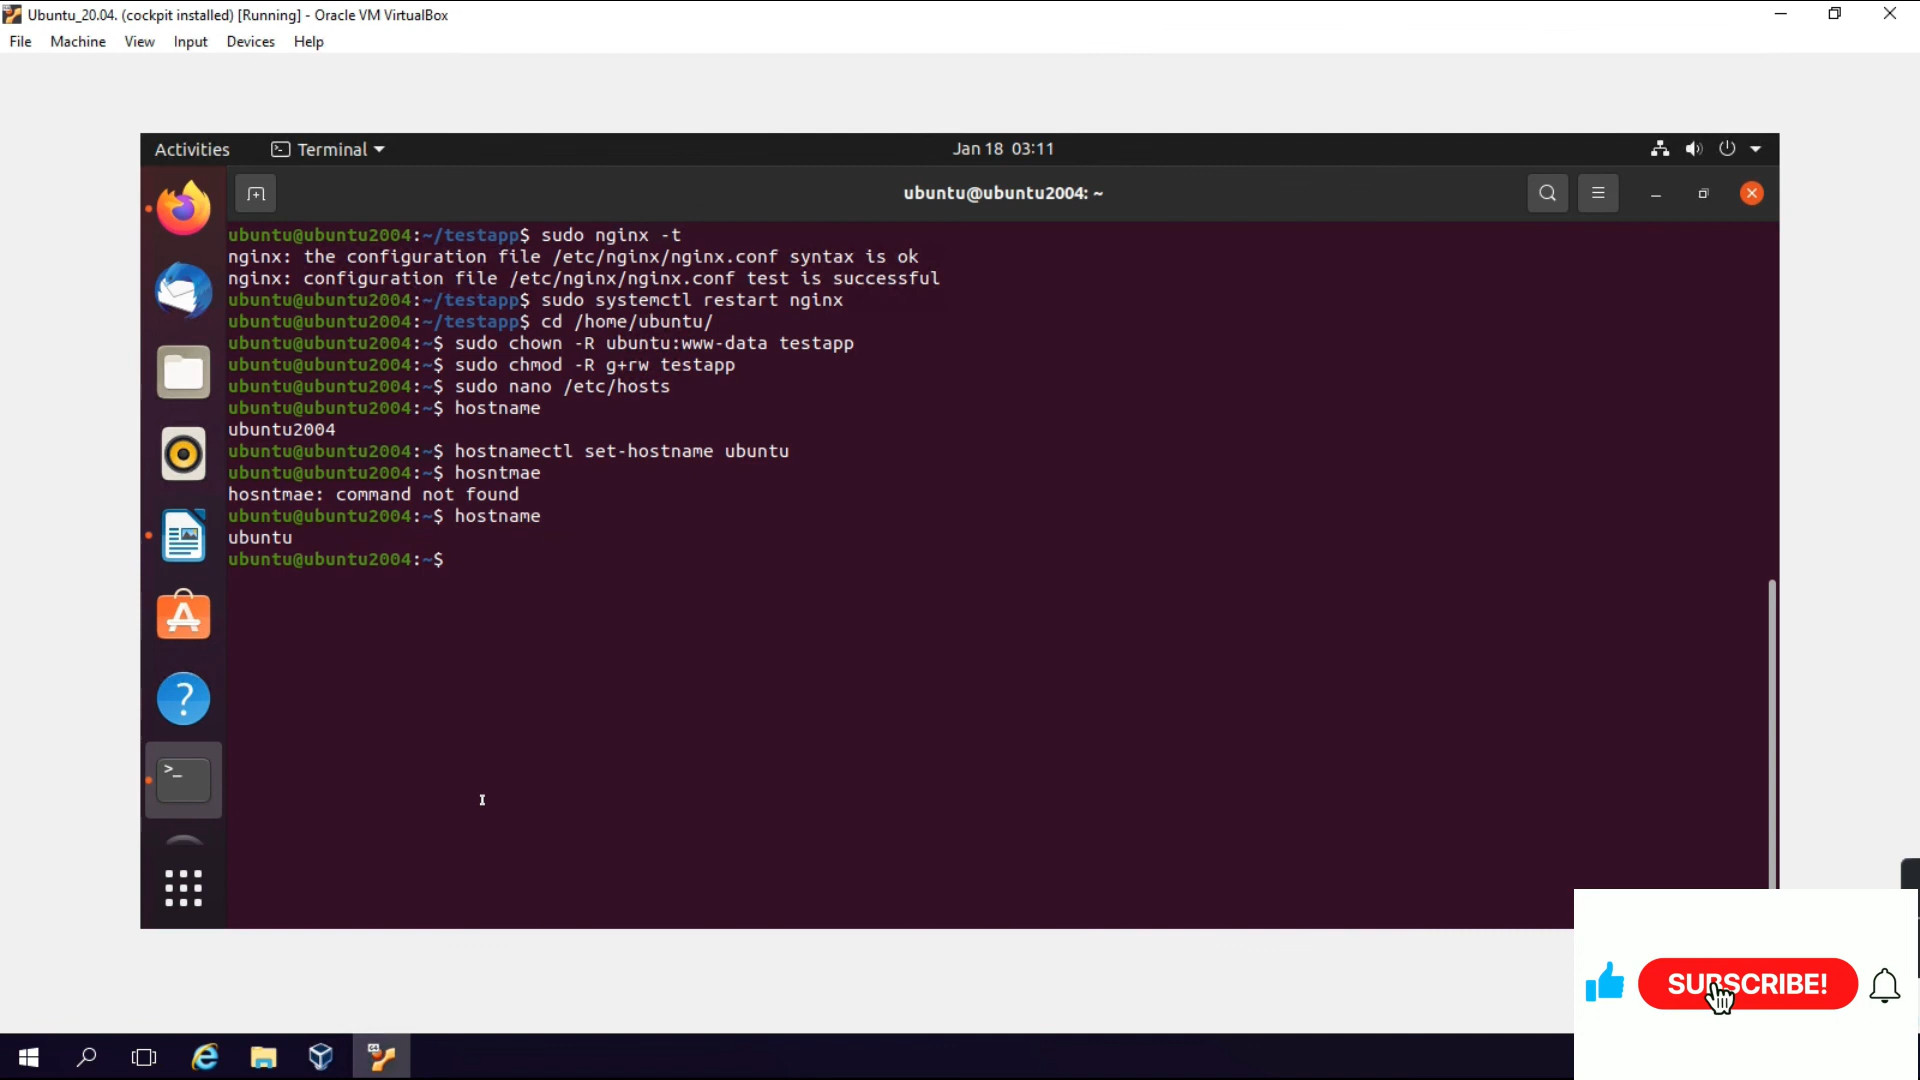 Ubuntu_20.04. (cockpit installed) [Running] - Oracle VM VirtualBox
File Machine View Input Devices Help
Activities Terminal Jan 18 03:11
ubuntu@ubuntu2004: ~
ubuntu@ubuntu2004:~/testapp$ sudo nginx -t
nginx: the configuration file /etc/nginx/nginx.conf syntax is ok
nginx: configuration file /etc/nginx/nginx.conf test is successful
ubuntu@ubuntu2004:~/testapp$ sudo systemctl restart nginx
ubuntu@ubuntu2004:~/testapp$ cd /home/ubuntu/
ubuntu@ubuntu2004:~$ sudo chown -R ubuntu:www-data testapp
ubuntu@ubuntu2004:~$ sudo chmod -R g+rw testapp
ubuntu@ubuntu2004:~$ sudo nano /etc/hosts
ubuntu@ubuntu2004:~$ hostname
ubuntu2004
ubuntu@ubuntu2004:~$ hostnamectl set-hostname ubuntu
ubuntu@ubuntu2004:~$ hosntmae
hosntmae: command not found
ubuntu@ubuntu2004:~$ hostname
ubuntu
ubuntu@ubuntu2004:~$
SUBSCRIBE!